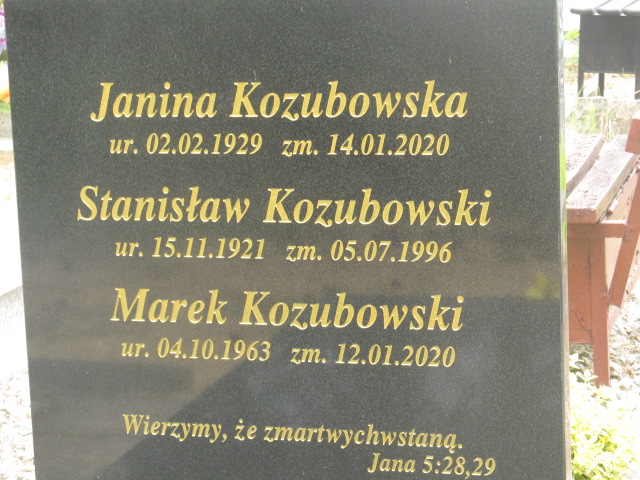 Janina Kozubowska
ur. 02.02.1929 zm. 14.01.2020
Stanisław Kozubowski
ur. 15.11.1921 zm. 05.07.1996
Marek Kozubowski
ur. 04.10.1963 zm. 12.01.2020
Wierzymy, że zmartwychwstaną.
Jana 5:28,29